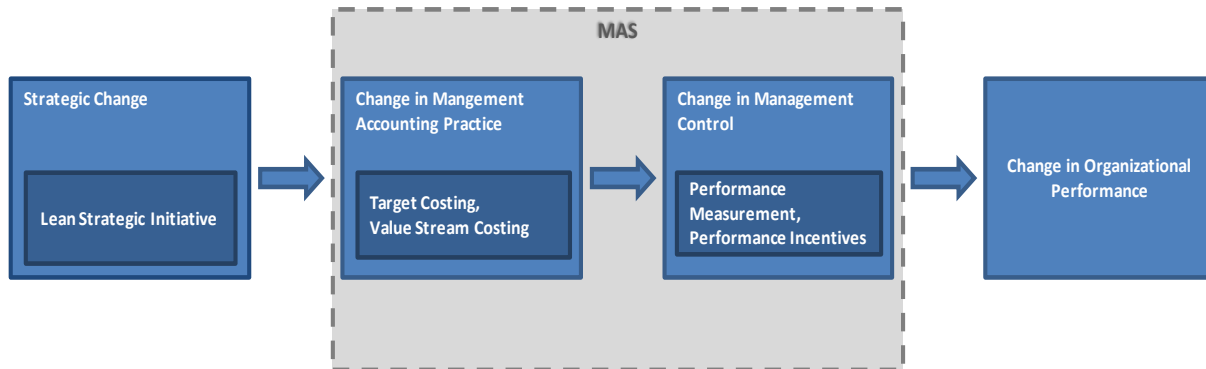 MAS
Strategic Change
Lean Strategic Initiative
Change in Mangement
Accounting Practice
Target Costing,
Value Stream Costing
Change in Management
Control
Performance
Measurement,
Performance Incentives
Change in Organizational
Performance